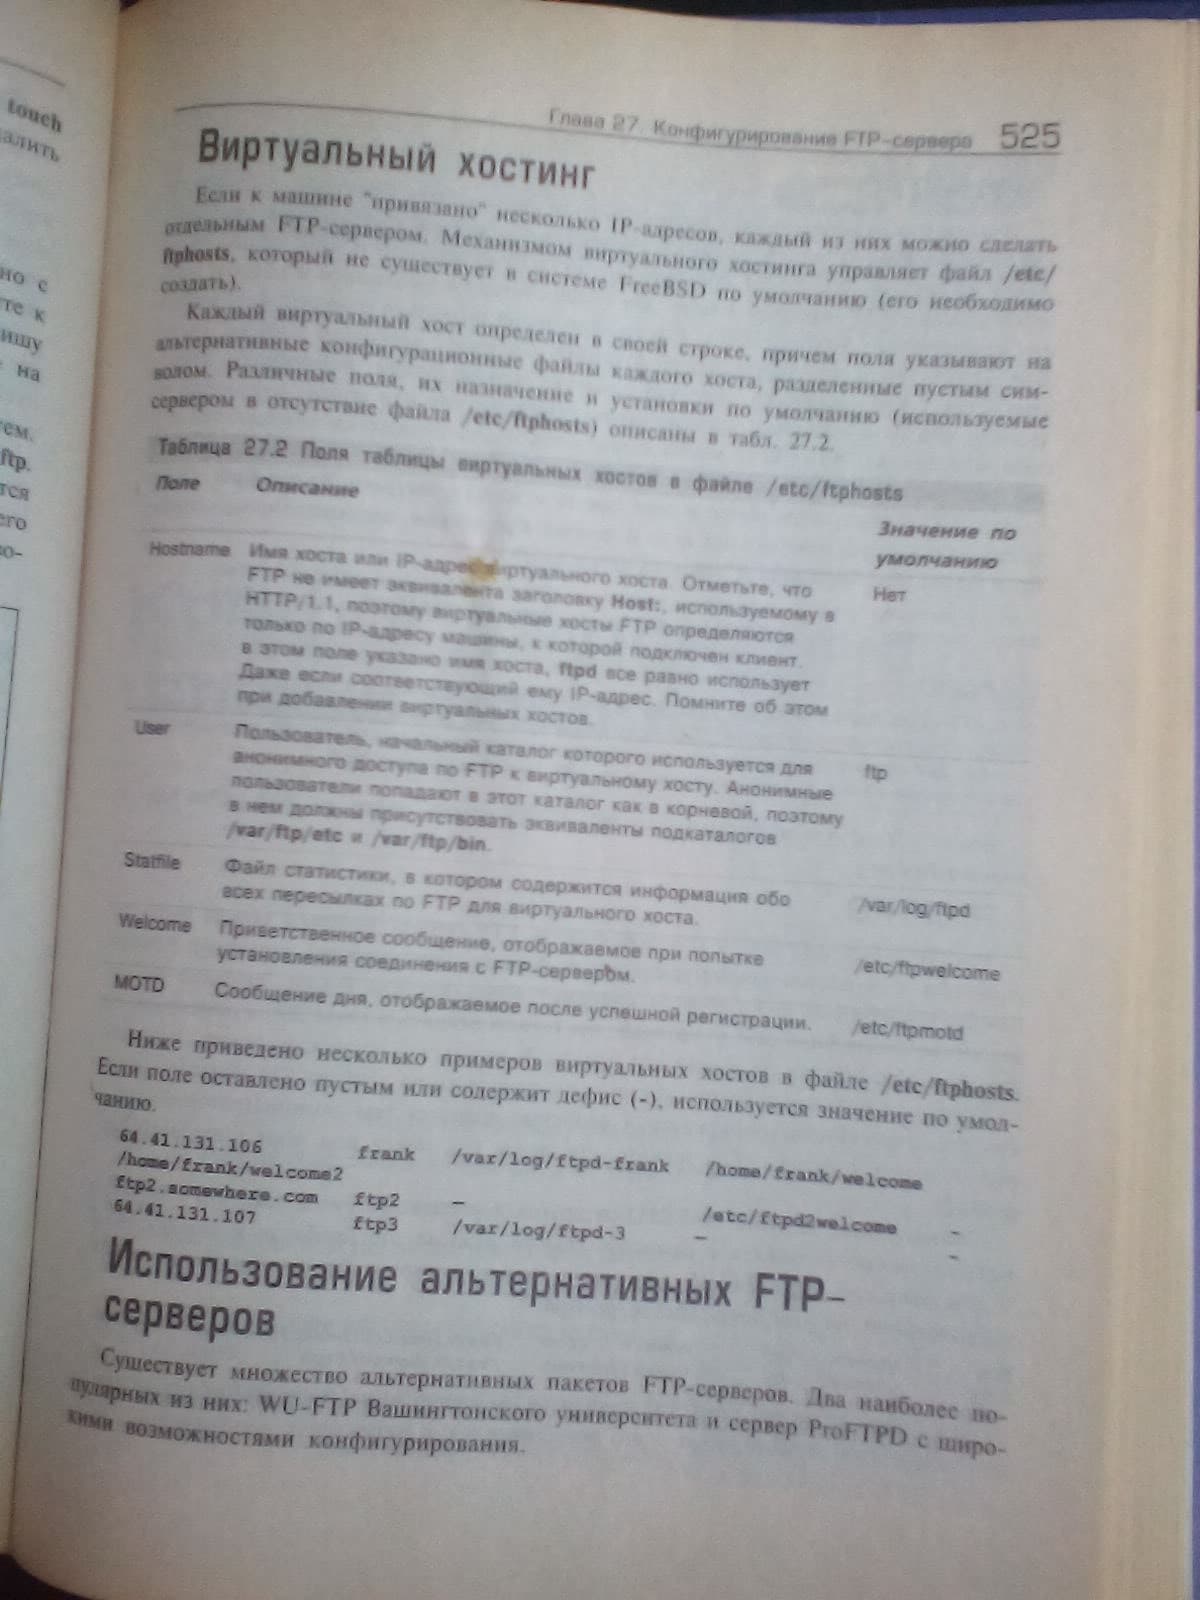 touch
далить
но с
те к
пишу
на
тем.
ftp.
тся
его
во-
Глава 27. Конфигурирование FTP-сервера 525
Виртуальный хостинг
Если к машине "привязано" несколько IP-адресов, каждый из них можно сделать
отдельным FTP-сервером. Механизмом виртуального хостинга управляет файл /etc/
ftphosts, который не существует в системе FreeBSD по умолчанию (его необходимо
создать).
Каждый виртуальный хост определен в своей строке, причем поля указывают на
альтернативные конфигурационные файлы каждого хоста, разделенные пустым сим-
волом. Различные поля, их назначение и установки по умолчанию (используемые
сервером в отсутствие файла /etc/ftphosts) описаны в табл. 27.2.
Таблица 27.2 Поля таблицы виртуальных хостов в файле /etc/ftphosts
Поле Описание Значение по
умолчанию
Hostname Имя хоста или IP-адрес виртуального хоста. Отметьте, что Нет
FTP не имеет эквивалента заголовку Host:, используемому в
HTTP/1.1, поэтому виртуальные хосты FTP определяются
только по IP-адресу машины, к которой подключен клиент.
в этом поле указано имя хоста, ftpd все равно использует
Даже если соответствующий ему IP-адрес. Помните об этом
при добавлении виртуальных хостов.
User Пользователь, начальный каталог которого используется для ftp
анонимного доступа по FTP к виртуальному хосту. Анонимные
пользователи попадают в этот каталог как в корневой, поэтому
в нем должны присутствовать эквиваленты подкаталогов
/var/ftp/etc и /var/ftp/bin.
Statfile Файл статистики, в котором содержится информация обо /var/log/ftpd
всех пересылках по FTP для виртуального хоста.
Welcome Приветственное сообщение, отображаемое при попытке /etc/ftpwelcome
установления соединения с FTP-сервером.
MOTD Сообщение дня, отображаемое после успешной регистрации. /etc/ftpmotd
Ниже приведено несколько примеров виртуальных хостов в файле /etc/ftphosts.
Если поле оставлено пустым или содержит дефис (-), используется значение по умол-
чанию.
64.41.131.106 frank /var/log/ftpd-frank /home/frank/welcome
/home/frank/welcome2
ftp2.somewhere.com ftp2 – /etc/ftpd2welcome –
64.41.131.107 ftp3 /var/log/ftpd-3 – –
Использование альтернативных FTP-
серверов
Существует множество альтернативных пакетов FTP-серверов. Два наиболее по-
пулярных из них: WU-FTP Вашингтонского университета и сервер ProFTPD с широ-
кими возможностями конфигурирования.